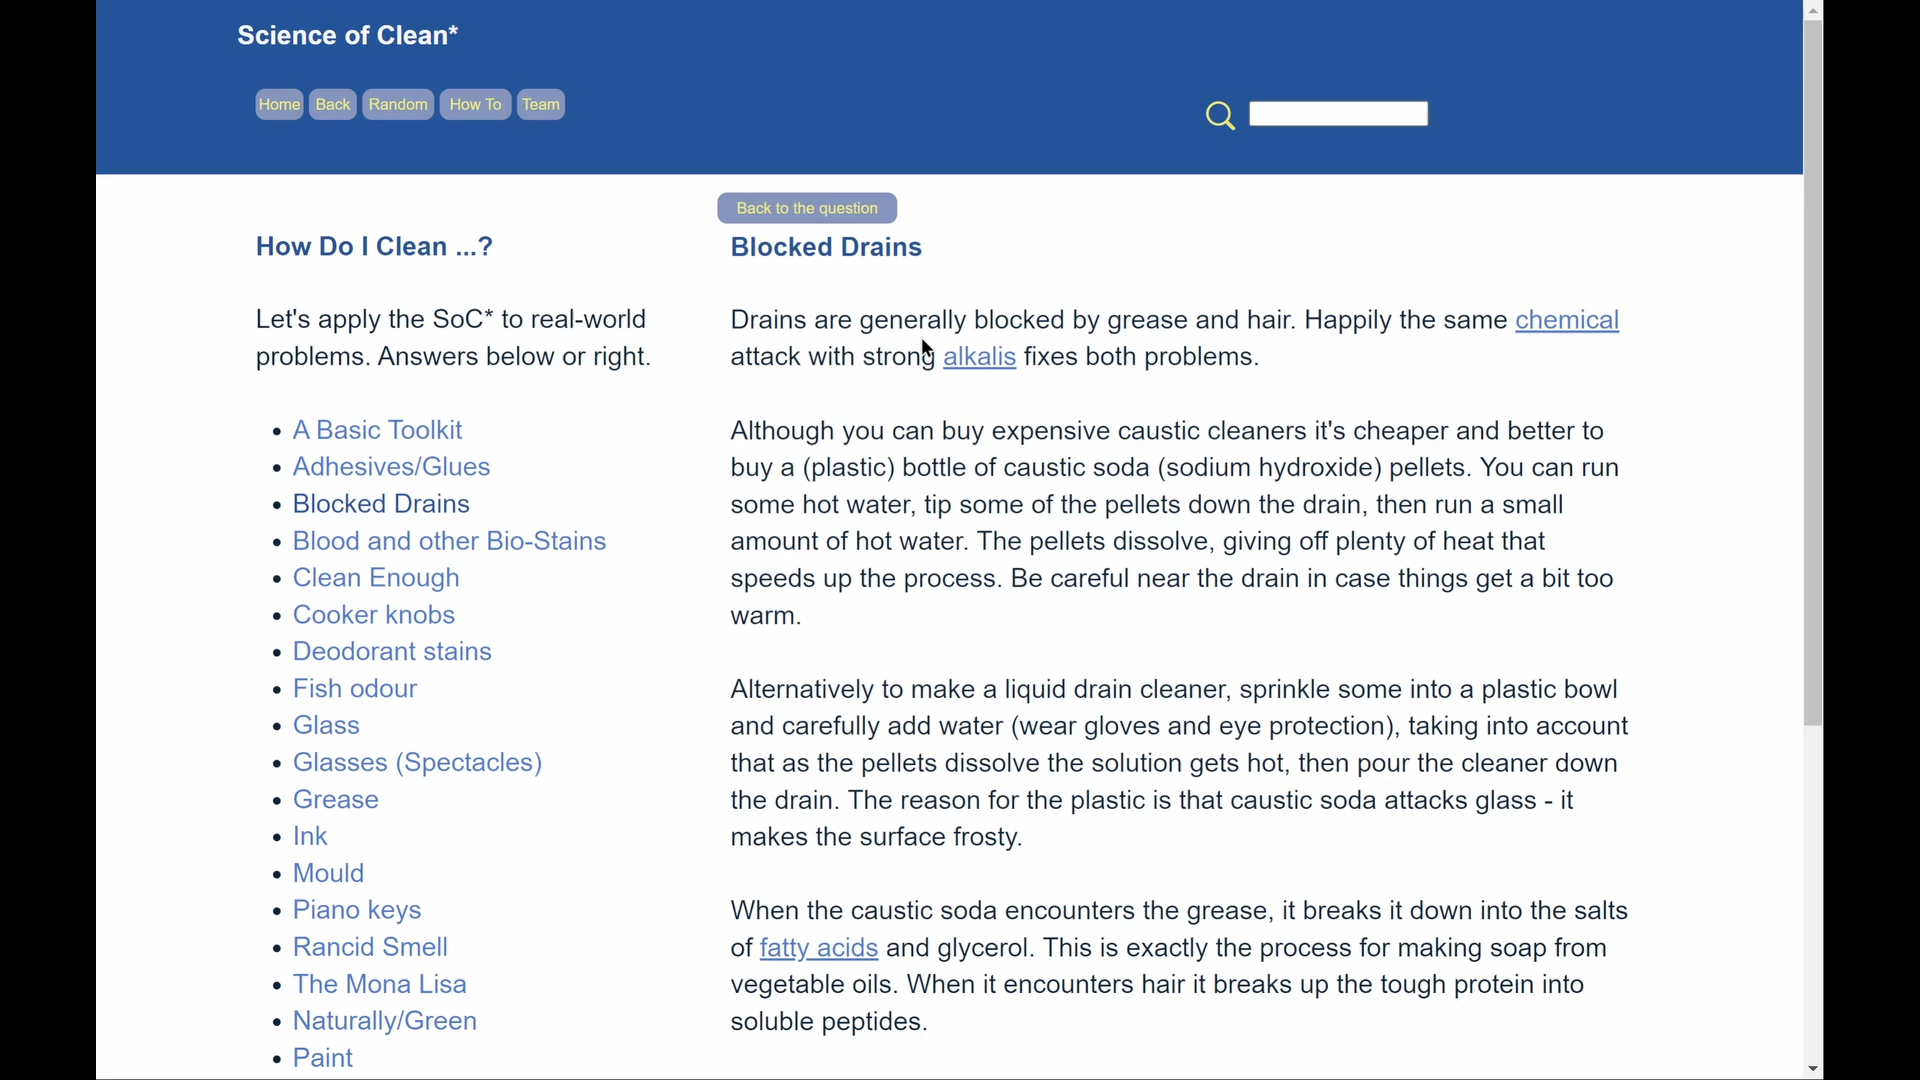 Science of Clean*
Home Back Random How To Team
Back to the question
How Do I Clean ...?
Let's apply the SoC* to real-world
problems. Answers below or right.
• A Basic Toolkit
• Adhesives/Glues
• Blocked Drains
• Blood and other Bio-Stains
• Clean Enough
• Cooker knobs
• Deodorant stains
• Fish odour
• Glass
• Glasses (Spectacles)
• Grease
• Ink
• Mould
• Piano keys
• Rancid Smell
• The Mona Lisa
• Naturally/Green
• Paint
Blocked Drains
Drains are generally blocked by grease and hair. Happily the same chemical
attack with strong alkalis fixes both problems.
Although you can buy expensive caustic cleaners it's cheaper and better to
buy a (plastic) bottle of caustic soda (sodium hydroxide) pellets. You can run
some hot water, tip some of the pellets down the drain, then run a small
amount of hot water. The pellets dissolve, giving off plenty of heat that
speeds up the process. Be careful near the drain in case things get a bit too
warm.
Alternatively to make a liquid drain cleaner, sprinkle some into a plastic bowl
and carefully add water (wear gloves and eye protection), taking into account
that as the pellets dissolve the solution gets hot, then pour the cleaner down
the drain. The reason for the plastic is that caustic soda attacks glass - it
makes the surface frosty.
When the caustic soda encounters the grease, it breaks it down into the salts
of fatty acids and glycerol. This is exactly the process for making soap from
vegetable oils. When it encounters hair it breaks up the tough protein into
soluble peptides.